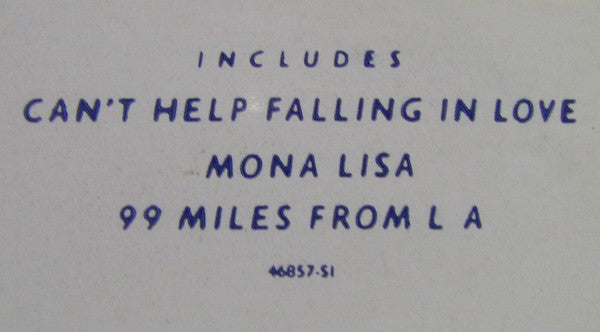 INCLUDES
CAN'T HELP FALLING IN LOVE
MONA LISA
99 MILES FROM L A
46857-S1